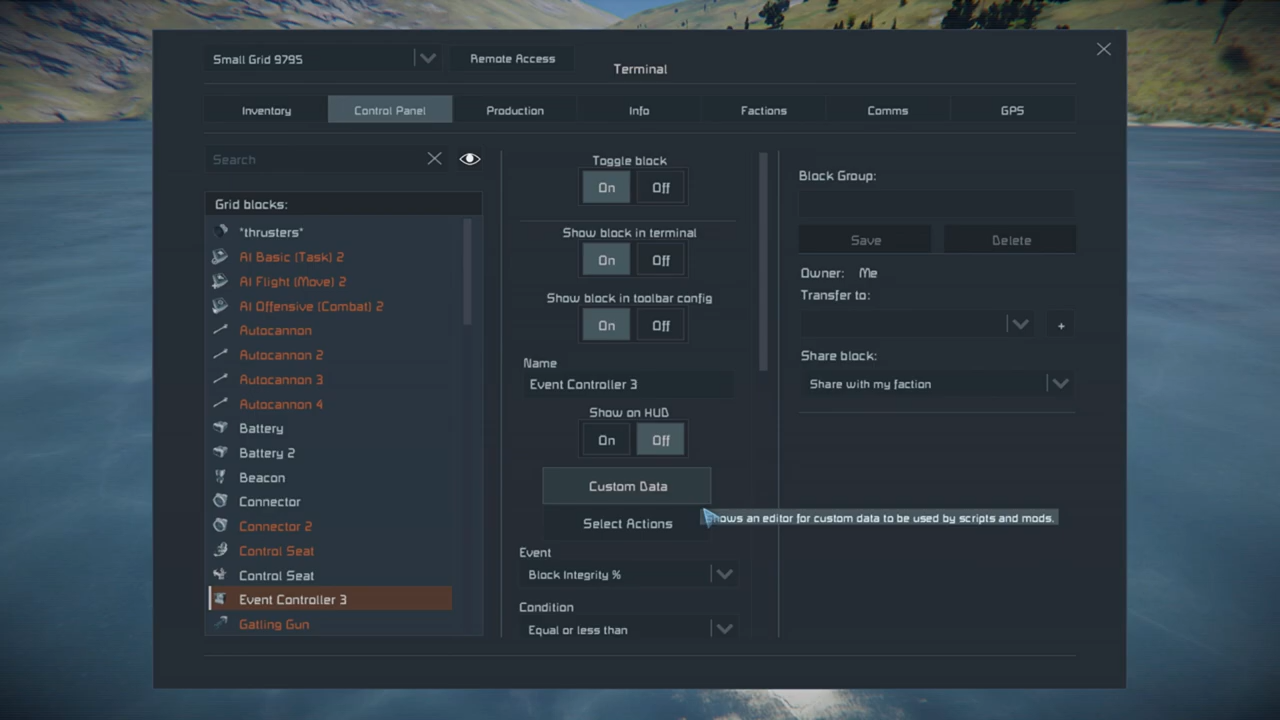 Small Grid 9795
Remote Access
Terminal
Inventory
Control Panel
Production
Info
Factions
Comms
GPS
Search
Grid blocks:
*thrusters*
AI Basic (Task) 2
AI Flight (Move) 2
AI Offensive (Combat) 2
Autocannon
Autocannon 2
Autocannon 3
Autocannon 4
Battery
Battery 2
Beacon
Connector
Connector 2
Control Seat
Control Seat
Event Controller 3
Gatling Gun
Toggle block
On Off
Show block in terminal
On Off
Show block in toolbar config
On Off
Name
Event Controller 3
Show on HUD
On Off
Custom Data
Select Actions
Event
Block Integrity %
Condition
Equal or less than
hows an editor for custom data to be used by scripts and mods.
Block Group:
Save
Delete
Owner: Me
Transfer to:
+
Share block:
Share with my faction